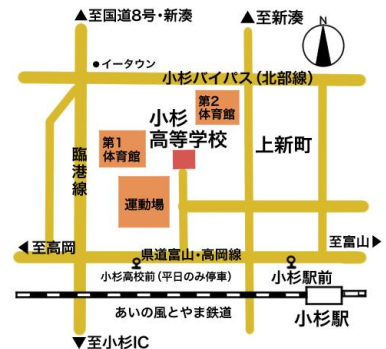 ▲至国道8号・新湊
▲至新湊
N
●イータウン
小杉バイパス（北部線）
第2
体育館
小杉
高等学校
第1
体育館
上新町
臨港線
運動場
◀至高岡
県道富山・高岡線
至富山▶
小杉高校前（平日のみ停車）
小杉駅前
あいの風とやま鉄道
小杉駅
▼至小杉IC